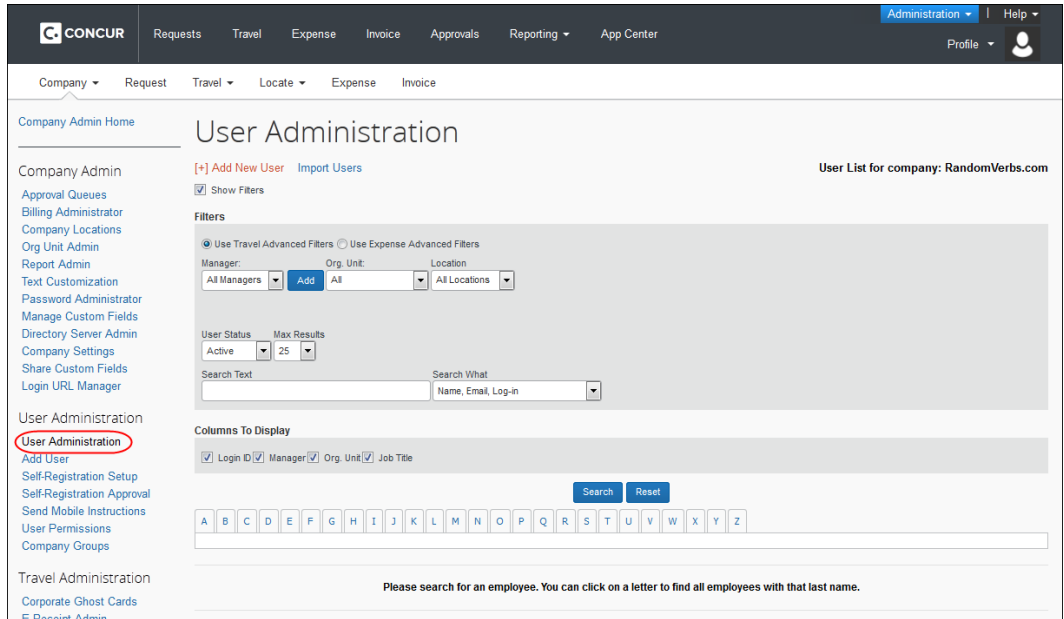 Administration | Help
C. CONCUR Requests Travel Expense Invoice Approvals Reporting App Center
Profile
Company Request Travel Locate Expense Invoice
Company Admin Home
Company Admin
Approval Queues
Billing Administrator
Company Locations
Org Unit Admin
Report Admin
Text Customization
Password Administrator
Manage Custom Fields
Directory Server Admin
Company Settings
Share Custom Fields
Login URL Manager
User Administration
User Administration
Add User
Self-Registration Setup
Self-Registration Approval
Send Mobile Instructions
User Permissions
Company Groups
Travel Administration
Corporate Ghost Cards
E-Receipt Admin
User Administration
[+] Add New User Import Users
User List for company: RandomVerbs.com
Show Filters
Filters
Use Travel Advanced Filters Use Expense Advanced Filters
Manager: Org. Unit: Location
All Managers Add All All Locations
User Status Max Results
Active 25
Search Text Search What
Name, Email, Log-in
Columns To Display
Login ID Manager Org. Unit Job Title
Search Reset
A B C D E F G H I J K L M N O P Q R S T U V W X Y Z
Please search for an employee. You can click on a letter to find all employees with that last name.